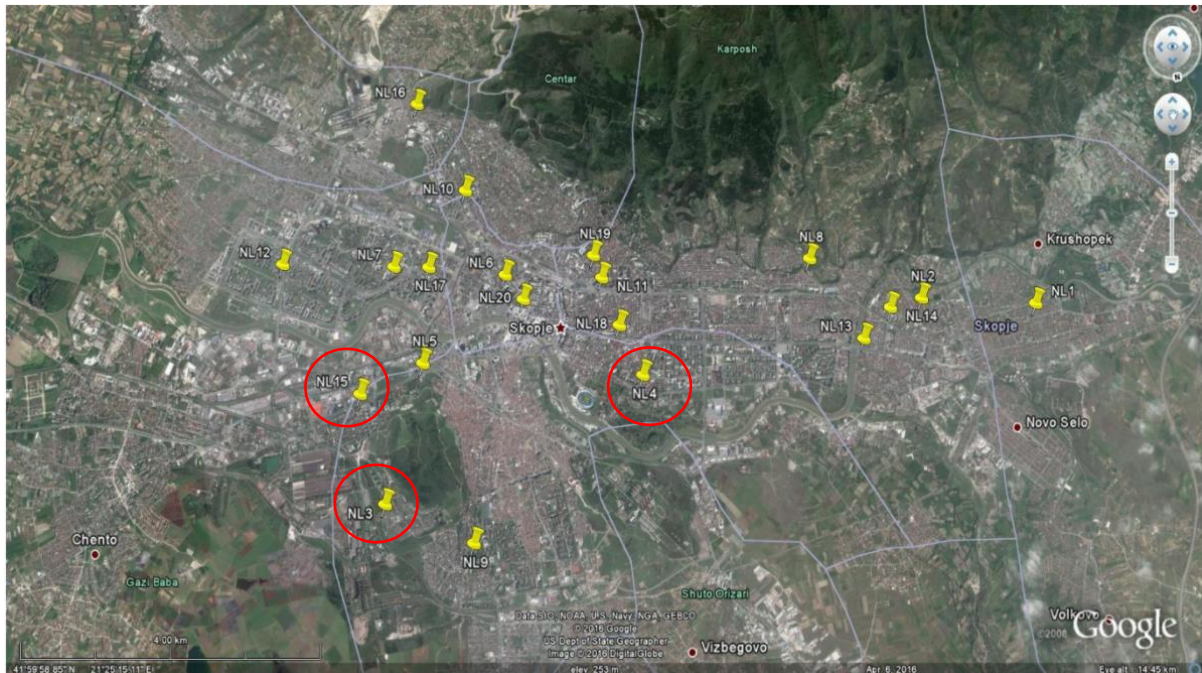 Karposh
Centar
N
NL16
NL10
NL19
NL8
Krushopek
NL12
NL7
NL6
NL2
NL17
NL11
NL1
NL20
NL14
Skopje
NL18
NL13
Skopje
NL5
NL15
NL4
Novo Selo
NL3
Chento
NL9
Gazi Baba
Shuto Orizari
Data SIO, NOAA, U.S. Navy, NGA, GEBCO
© 2016 Google
US Dept of State Geographer
Image © 2016 DigitalGlobe
Volkovo
©2006 Google
4.00 km
Vizbegovo
41°59'58.85" N 21°25'15.11" E
elev 253 m
Apr. 6, 2016
Eye alt 14.45 km